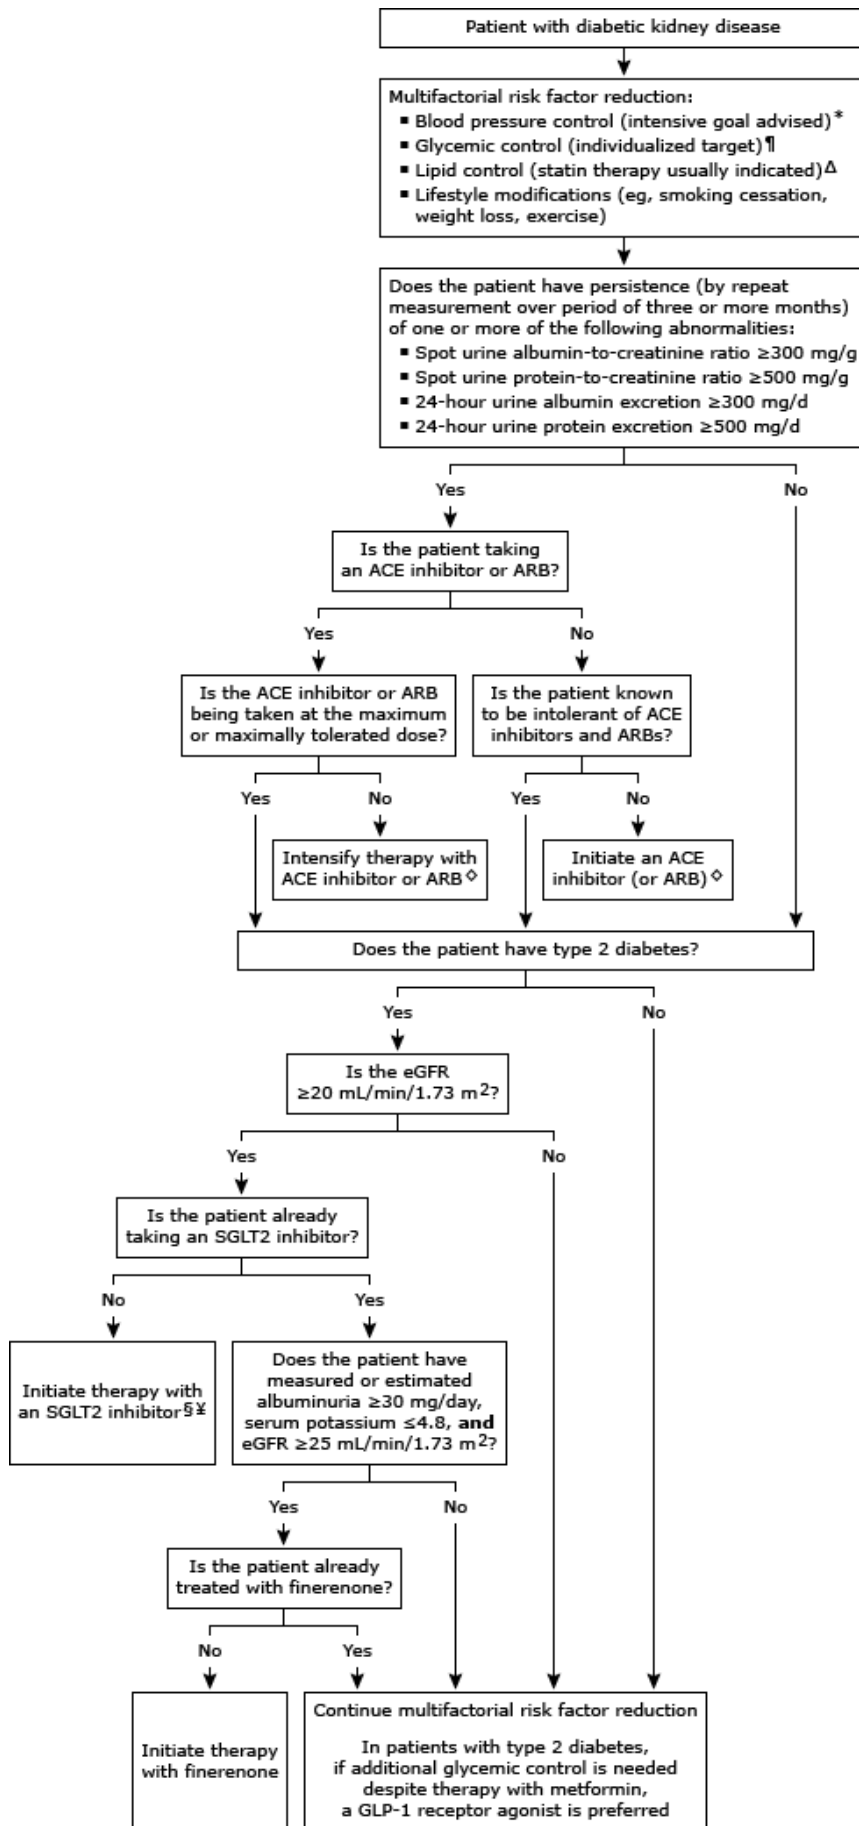 Patient with diabetic kidney disease
Multifactorial risk factor reduction:
▪ Blood pressure control (intensive goal advised)*
▪ Glycemic control (individualized target)¶
▪ Lipid control (statin therapy usually indicated)Δ
▪ Lifestyle modifications (eg, smoking cessation,
weight loss, exercise)
Does the patient have persistence (by repeat
measurement over period of three or more months)
of one or more of the following abnormalities:
▪ Spot urine albumin-to-creatinine ratio ≥300 mg/g
▪ Spot urine protein-to-creatinine ratio ≥500 mg/g
▪ 24-hour urine albumin excretion ≥300 mg/d
▪ 24-hour urine protein excretion ≥500 mg/d
Yes
No
Is the patient taking
an ACE inhibitor or ARB?
Yes
No
Is the ACE inhibitor or ARB
being taken at the maximum
or maximally tolerated dose?
Is the patient known
to be intolerant of ACE
inhibitors and ARBs?
Yes
No
Yes
No
Intensify therapy with
ACE inhibitor or ARB◇
Initiate an ACE
inhibitor (or ARB)◇
Does the patient have type 2 diabetes?
Yes
No
Is the eGFR
≥20 mL/min/1.73 m²?
Yes
No
Is the patient already
taking an SGLT2 inhibitor?
No
Yes
Initiate therapy with
an SGLT2 inhibitor§¥
Does the patient have
measured or estimated
albuminuria ≥30 mg/day,
serum potassium ≤4.8, and
eGFR ≥25 mL/min/1.73 m²?
Yes
No
Is the patient already
treated with finerenone?
No
Yes
Initiate therapy
with finerenone
Continue multifactorial risk factor reduction
In patients with type 2 diabetes,
if additional glycemic control is needed
despite therapy with metformin,
a GLP-1 receptor agonist is preferred